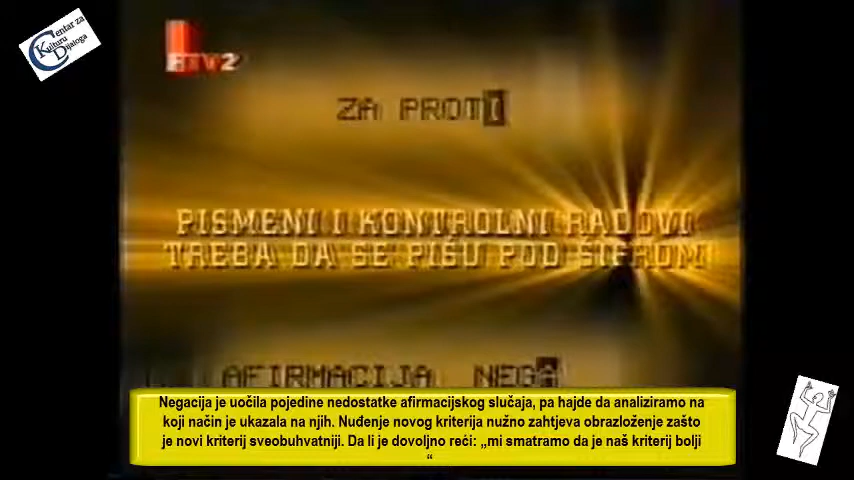 Centar za
Kulturu
Dijaloga
RTV2
ZA PROTI
PISMENI I KONTROLNI RADOVI
TREBA DA SE PIŠU POD ŠIFROM
AFIRMACIJA NEGA
Negacija je uočila pojedine nedostatke afirmacijskog slučaja, pa hajde da analiziramo na
koji način je ukazala na njih. Nuđenje novog kriterija nužno zahtjeva obrazloženje zašto
je novi kriterij sveobuhvatniji. Da li je dovoljno reći: „mi smatramo da je naš kriterij bolji
“